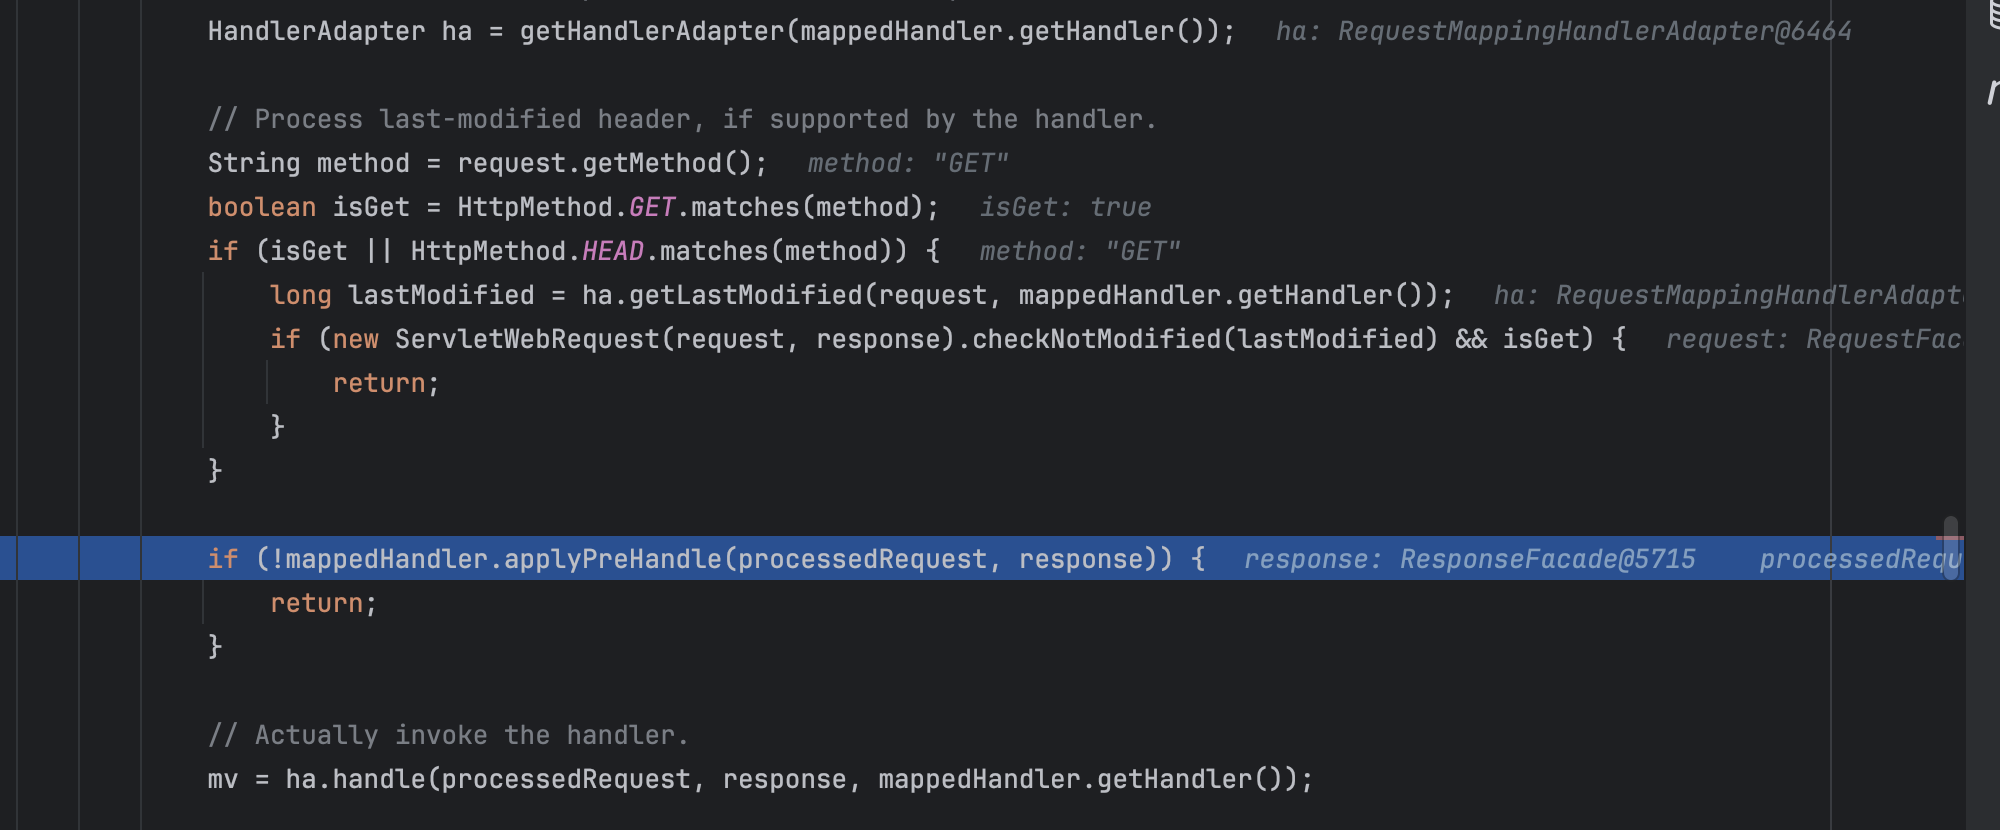 HandlerAdapter ha = getHandlerAdapter(mappedHandler.getHandler());   ha: RequestMappingHandlerAdapter@6464
// Process last-modified header, if supported by the handler.
String method = request.getMethod();   method: "GET"
boolean isGet = HttpMethod.GET.matches(method);   isGet: true
if (isGet || HttpMethod.HEAD.matches(method)) {   method: "GET"
long lastModified = ha.getLastModified(request, mappedHandler.getHandler());   ha: RequestMappingHandlerAdapt
if (new ServletWebRequest(request, response).checkNotModified(lastModified) && isGet) {   request: RequestFac
return;
}
}
if (!mappedHandler.applyPreHandle(processedRequest, response)) {   response: ResponseFacade@5715   processedRequ
return;
}
// Actually invoke the handler.
mv = ha.handle(processedRequest, response, mappedHandler.getHandler());